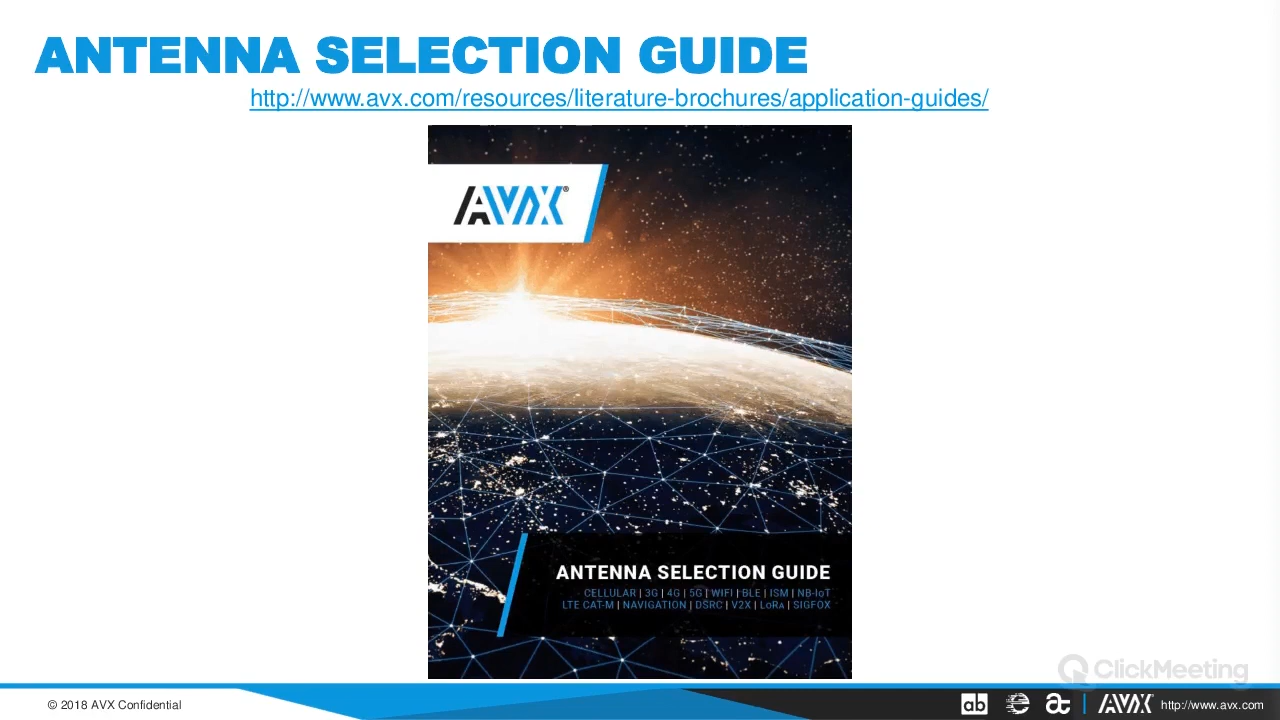 ANTENNA SELECTION GUIDE
http://www.avx.com/resources/literature-brochures/application-guides/
AVX®
ANTENNA SELECTION GUIDE
CELLULAR | 3G | 4G | 5G | WIFI | BLE | ISM | NB-IoT
LTE CAT-M | NAVIGATION | DSRC | V2X | LoRa | SIGFOX
ClickMeeting
© 2018 AVX Confidential
ab
AVX
http://www.avx.com